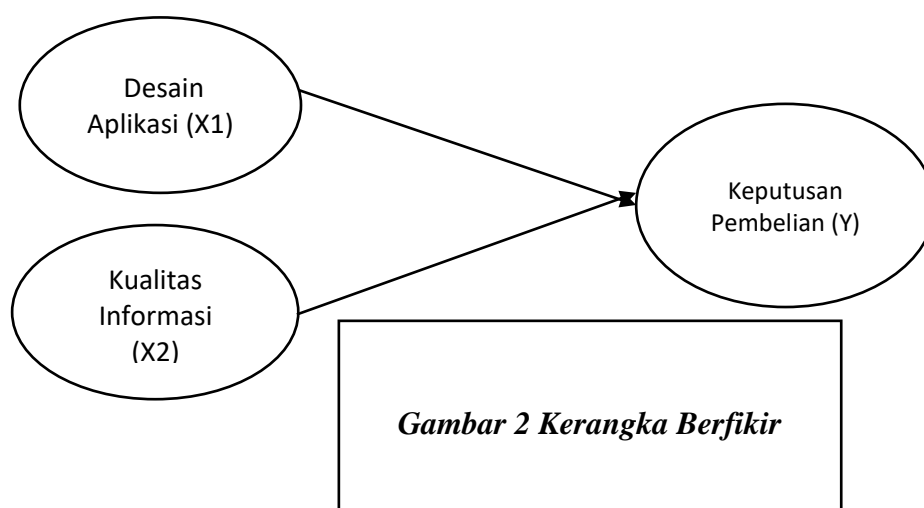 Desain
Aplikasi (X1)
Keputusan
Pembelian (Y)
Kualitas
Informasi
(X2)
Gambar 2 Kerangka Berfikir